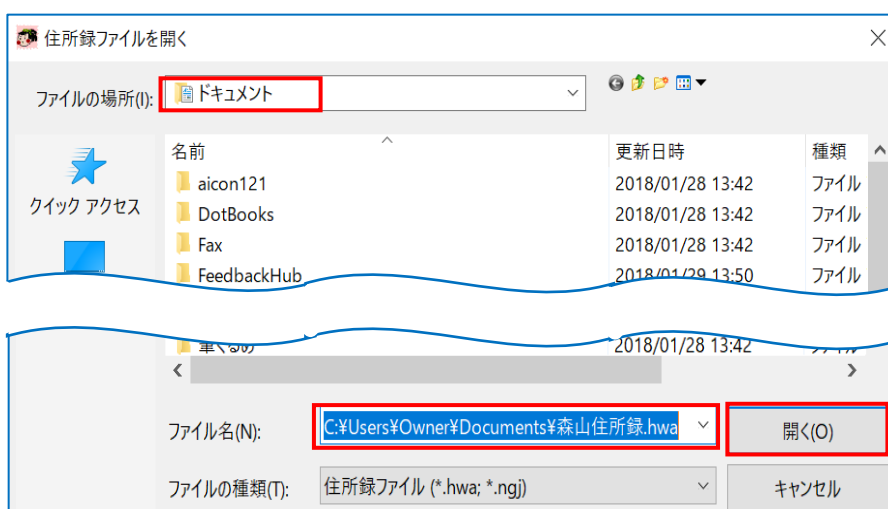 住所録ファイルを開く
ファイルの場所(I): ドキュメント
名前 更新日時 種類
aicon121 2018/01/28 13:42 ファイル
クイック アクセス
DotBooks 2018/01/28 13:42 ファイル
Fax 2018/01/28 13:42 ファイル
FeedbackHub 2018/01/29 13:50 ファイル
筆ぐるめ 2018/01/28 13:42
ファイル名(N): C:¥Users¥Owner¥Documents¥森山住所録.hwa 開く(O)
ファイルの種類(T): 住所録ファイル (*.hwa; *.ngj) キャンセル